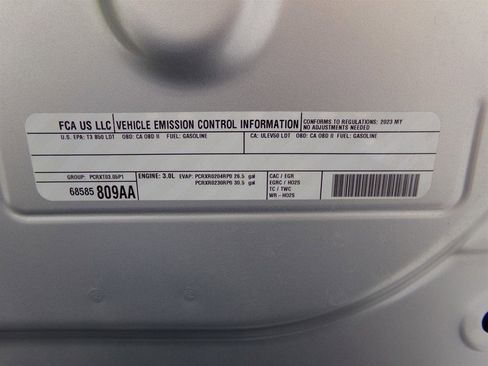 FCA US LLC VEHICLE EMISSION CONTROL INFORMATION CONFORMS TO REGULATIONS: 2023 MY
NO ADJUSTMENTS NEEDED
U.S. EPA: T3 B50 LDT OBD: CA OBD II FUEL: GASOLINE CA: ULEV50 LDT OBD: CA OBD II FUEL: GASOLINE
GROUP: PCRXT03.05P1 ENGINE: 3.0L EVAP: PCRXR0204RP0 26.5 gal CAC / EGR
PCRXR0230RP0 30.5 gal EGRC / HO2S
68585 809AA TC / TWC
WR - HO2S